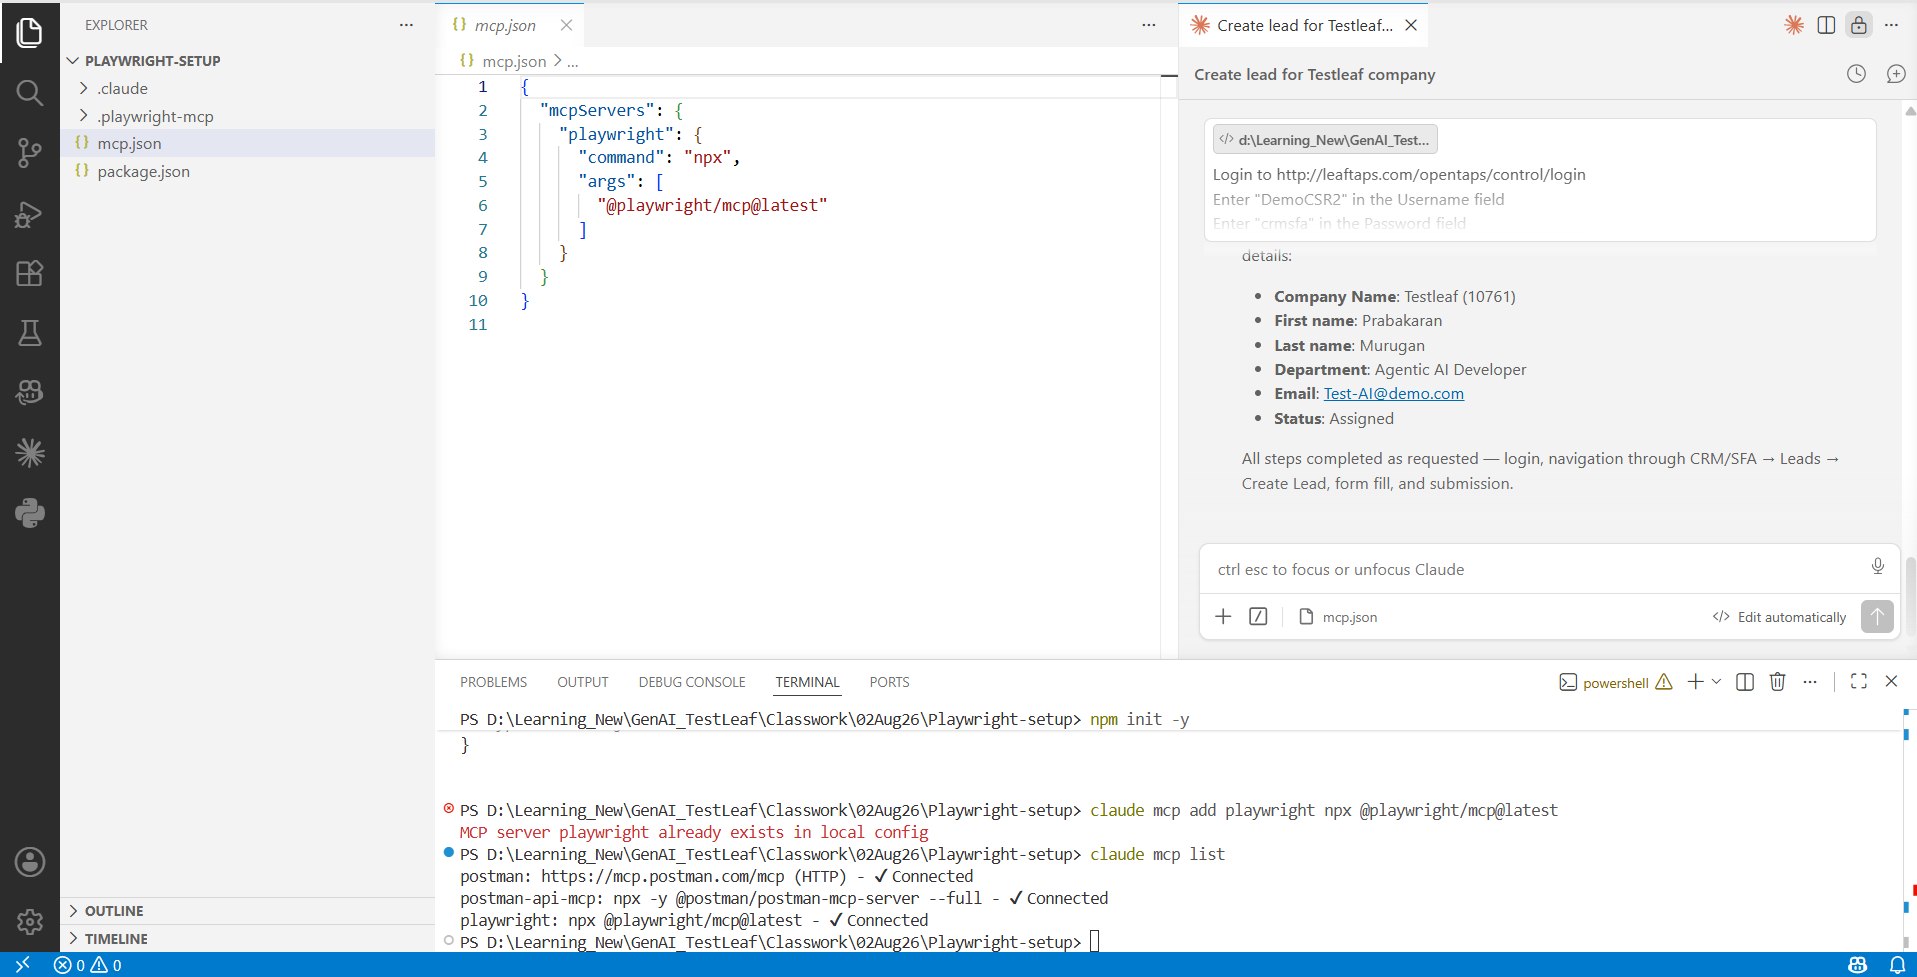 EXPLORER
PLAYWRIGHT-SETUP
.claude
.playwright-mcp
{} mcp.json
{} package.json
OUTLINE
TIMELINE
{} mcp.json
{} mcp.json > ...
1 {
2 "mcpServers": {
3 "playwright": {
4 "command": "npx",
5 "args": [
6 "@playwright/mcp@latest"
7 ]
8 }
9 }
10 }
11
Create lead for Testleaf...
Create lead for Testleaf company
</> d:\Learning_New\GenAI_Test...
Login to http://leaftaps.com/opentaps/control/login
Enter "DemoCSR2" in the Username field
Enter "crmsfa" in the Password field
details:
• Company Name: Testleaf (10761)
• First name: Prabakaran
• Last name: Murugan
• Department: Agentic AI Developer
• Email: Test-AI@demo.com
• Status: Assigned
All steps completed as requested — login, navigation through CRM/SFA → Leads →
Create Lead, form fill, and submission.
ctrl esc to focus or unfocus Claude
mcp.json
</> Edit automatically
PROBLEMS OUTPUT DEBUG CONSOLE TERMINAL PORTS
powershell
PS D:\Learning_New\GenAI_TestLeaf\Classwork\02Aug26\Playwright-setup> npm init -y
}
PS D:\Learning_New\GenAI_TestLeaf\Classwork\02Aug26\Playwright-setup> claude mcp add playwright npx @playwright/mcp@latest
MCP server playwright already exists in local config
PS D:\Learning_New\GenAI_TestLeaf\Classwork\02Aug26\Playwright-setup> claude mcp list
postman: https://mcp.postman.com/mcp (HTTP) - ✓ Connected
postman-api-mcp: npx -y @postman/postman-mcp-server --full - ✓ Connected
playwright: npx @playwright/mcp@latest - ✓ Connected
PS D:\Learning_New\GenAI_TestLeaf\Classwork\02Aug26\Playwright-setup>
0 0